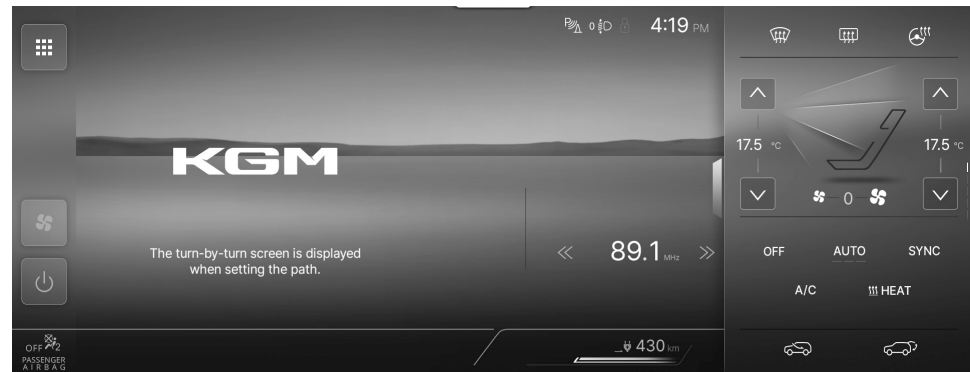 0
4:19 PM
KGM
The turn-by-turn screen is displayed
when setting the path.
89.1 MHz
430 km
OFF 2
PASSENGER
AIRBAG
17.5 °C
17.5 °C
0
OFF AUTO SYNC
A/C HEAT